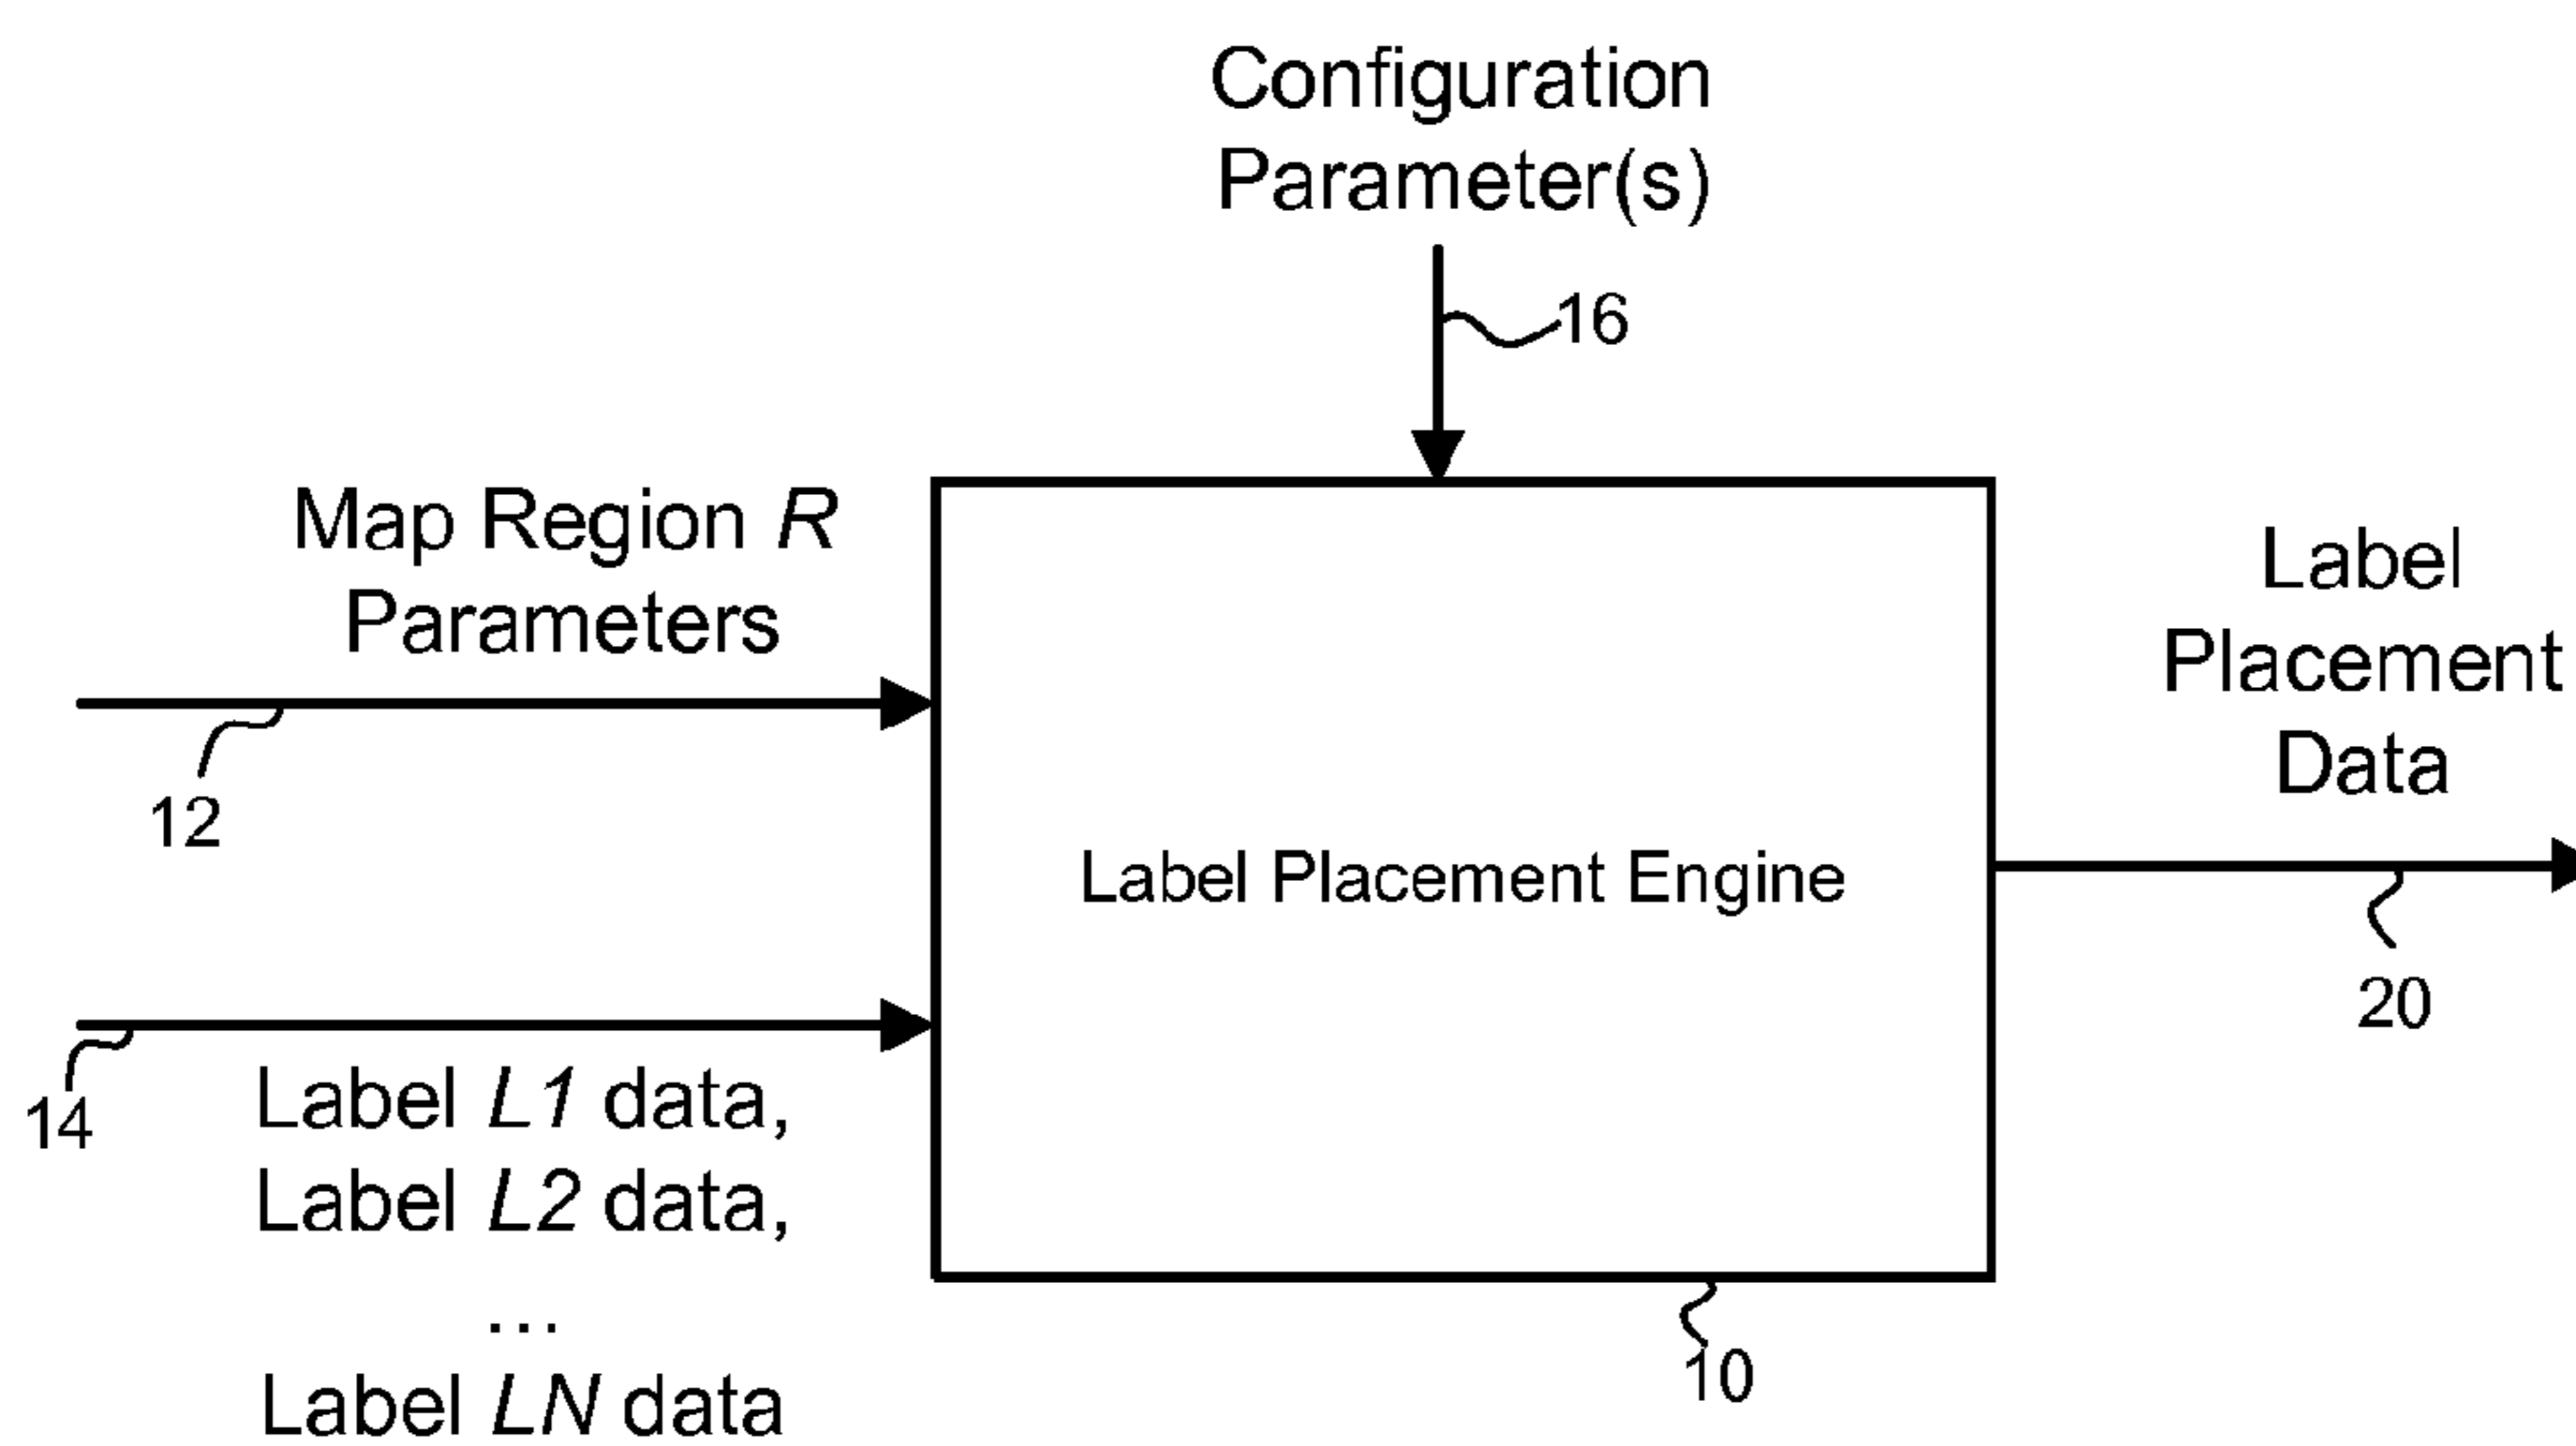 Configuration
Parameter(s)
16
Map Region R
Parameters
12
Label Placement Engine
Label
Placement
Data
20
14
Label L1 data,
Label L2 data,
...
Label LN data
10